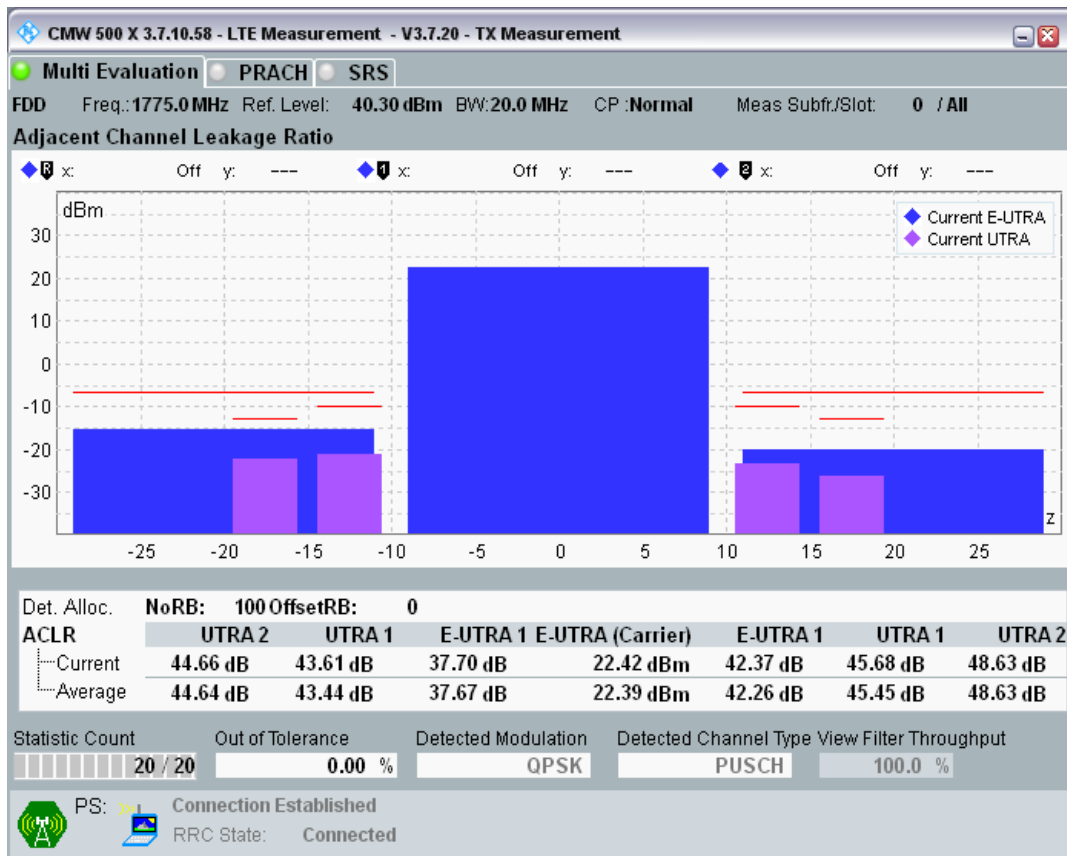 CMW 500 X 3.7.10.58 - LTE Measurement - V3.7.20 - TX Measurement
Multi Evaluation PRACH SRS
FDD Freq.:1775.0 MHz Ref. Level: 40.30 dBm BW:20.0 MHz CP :Normal Meas Subfr./Slot: 0 / All
Adjacent Channel Leakage Ratio
R x: Off y: --- 1 x: Off y: --- 2 x: Off y: ---
dBm
Current E-UTRA
Current UTRA
30
20
10
0
-10
-20
-30
z
-25 -20 -15 -10 -5 0 5 10 15 20 25
Det. Alloc. NoRB: 100 OffsetRB: 0
ACLR UTRA 2 UTRA 1 E-UTRA 1 E-UTRA (Carrier) E-UTRA 1 UTRA 1 UTRA 2
Current 44.66 dB 43.61 dB 37.70 dB 22.42 dBm 42.37 dB 45.68 dB 48.63 dB
Average 44.64 dB 43.44 dB 37.67 dB 22.39 dBm 42.26 dB 45.45 dB 48.63 dB
Statistic Count Out of Tolerance Detected Modulation Detected Channel Type View Filter Throughput
20 / 20 0.00 % QPSK PUSCH 100.0 %
PS: Connection Established
RRC State: Connected